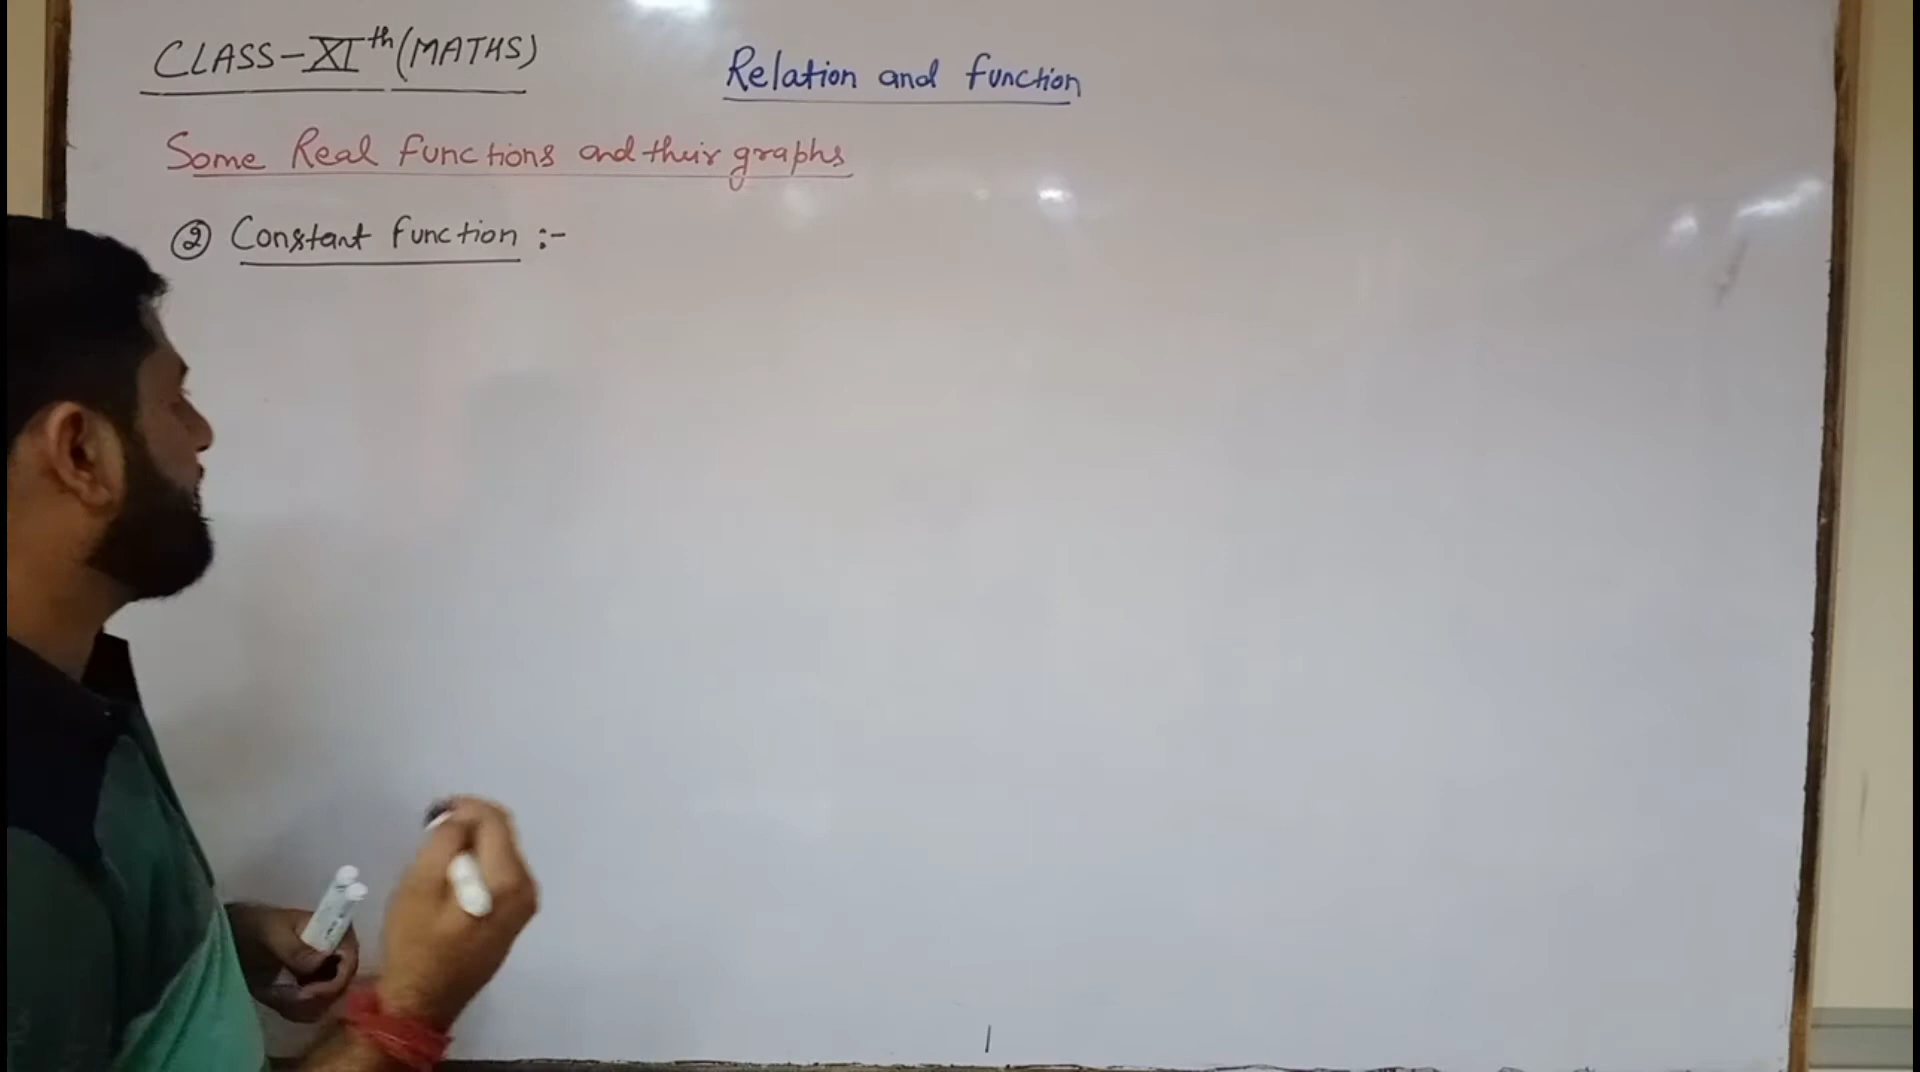 CLASS-XIth (MATHS)
Relation and function
Some Real functions and their graphs
② Constant function :-